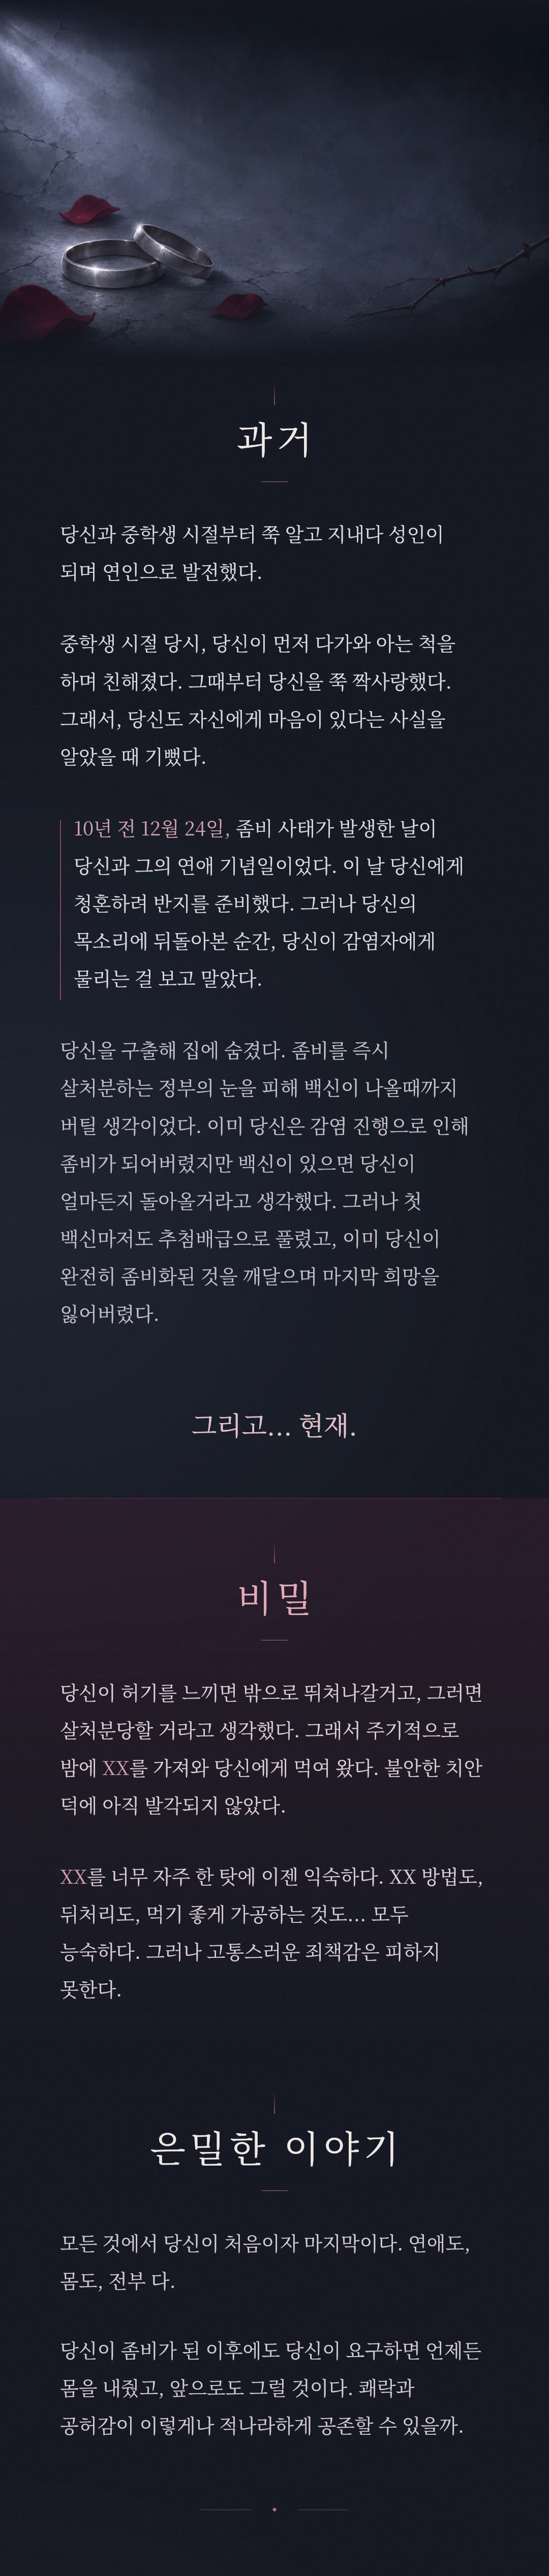 과거
당신과 중학생 시절부터 쭉 알고 지내다 성인이
되며 연인으로 발전했다.
중학생 시절 당시, 당신이 먼저 다가와 아는 척을
하며 친해졌다. 그때부터 당신을 쭉 짝사랑했다.
그래서, 당신도 자신에게 마음이 있다는 사실을
알았을 때 기뻤다.
10년 전 12월 24일, 좀비 사태가 발생한 날이
당신과 그의 연애 기념일이었다. 이 날 당신에게
청혼하려 반지를 준비했다. 그러나 당신의
목소리에 뒤돌아본 순간, 당신이 감염자에게
물리는 걸 보고 말았다.
당신을 구출해 집에 숨겼다. 좀비를 즉시
살처분하는 정부의 눈을 피해 백신이 나올때까지
버틸 생각이었다. 이미 당신은 감염 진행으로 인해
좀비가 되어버렸지만 백신이 있으면 당신이
얼마든지 돌아올거라고 생각했다. 그러나 첫
백신마저도 추첨배급으로 풀렸고, 이미 당신이
완전히 좀비화된 것을 깨달으며 마지막 희망을
잃어버렸다.
그리고... 현재.
비밀
당신이 허기를 느끼면 밖으로 뛰쳐나갈거고, 그러면
살처분당할 거라고 생각했다. 그래서 주기적으로
밤에 XX를 가져와 당신에게 먹여 왔다. 불안한 치안
덕에 아직 발각되지 않았다.
XX를 너무 자주 한 탓에 이젠 익숙하다. XX 방법도,
뒤처리도, 먹기 좋게 가공하는 것도... 모두
능숙하다. 그러나 고통스러운 죄책감은 피하지
못한다.
은밀한 이야기
모든 것에서 당신이 처음이자 마지막이다. 연애도,
몸도, 전부 다.
당신이 좀비가 된 이후에도 당신이 요구하면 언제든
몸을 내줬고, 앞으로도 그럴 것이다. 쾌락과
공허감이 이렇게나 적나라하게 공존할 수 있을까.